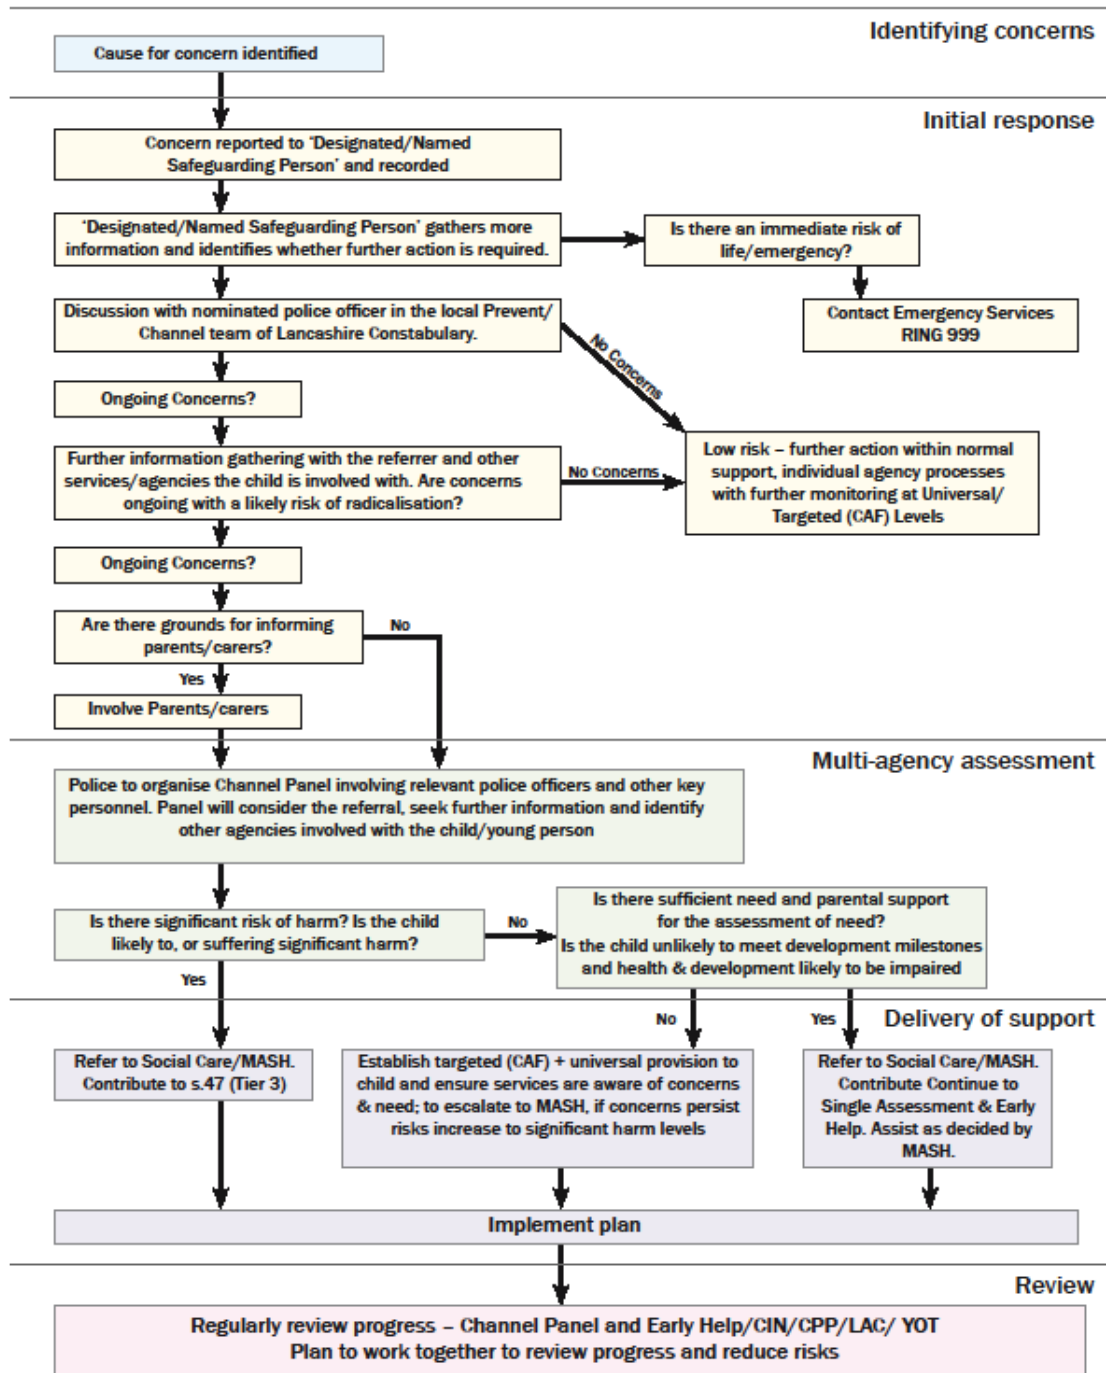 Identifying concerns
Cause for concern identified
Initial response
Concern reported to ‘Designated/Named
Safeguarding Person’ and recorded
‘Designated/Named Safeguarding Person’ gathers more
information and identifies whether further action is required.
Is there an immediate risk of
life/emergency?
Discussion with nominated police officer in the local Prevent/
Channel team of Lancashire Constabulary.
Contact Emergency Services
RING 999
No Concerns
Ongoing Concerns?
Further information gathering with the referrer and other
services/agencies the child is involved with. Are concerns
ongoing with a likely risk of radicalisation?
No Concerns
Low risk – further action within normal
support, individual agency processes
with further monitoring at Universal/
Targeted (CAF) Levels
Ongoing Concerns?
Are there grounds for informing
parents/carers?
No
Yes
Involve Parents/carers
Multi-agency assessment
Police to organise Channel Panel involving relevant police officers and other key
personnel. Panel will consider the referral, seek further information and identify
other agencies involved with the child/young person
Is there significant risk of harm? Is the child
likely to, or suffering significant harm?
No
Is there sufficient need and parental support
for the assessment of need?
Is the child unlikely to meet development milestones
and health & development likely to be impaired
Yes
No
Yes
Delivery of support
Refer to Social Care/MASH.
Contribute to s.47 (Tier 3)
Establish targeted (CAF) + universal provision to
child and ensure services are aware of concerns
& need; to escalate to MASH, if concerns persist
risks increase to significant harm levels
Refer to Social Care/MASH.
Contribute Continue to
Single Assessment & Early
Help. Assist as decided by
MASH.
Implement plan
Review
Regularly review progress – Channel Panel and Early Help/CIN/CPP/LAC/ YOT
Plan to work together to review progress and reduce risks